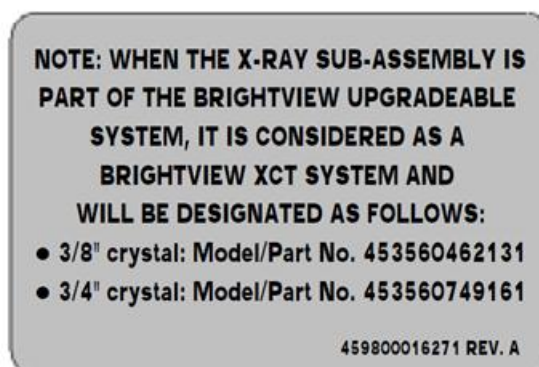 NOTE: WHEN THE X-RAY SUB-ASSEMBLY IS
PART OF THE BRIGHTVIEW UPGRADEABLE
SYSTEM, IT IS CONSIDERED AS A
BRIGHTVIEW XCT SYSTEM AND
WILL BE DESIGNATED AS FOLLOWS:
● 3/8" crystal: Model/Part No. 453560462131
● 3/4" crystal: Model/Part No. 453560749161
459800016271 REV. A